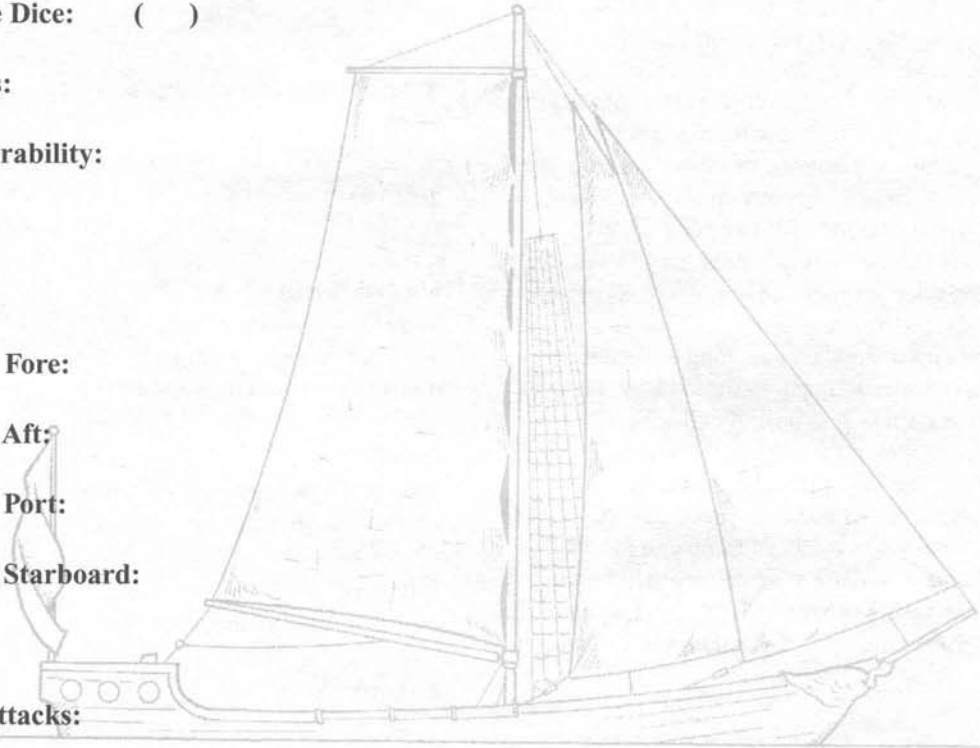 e Dice: ( )
s:
rability:
Fore:
Aft:
Port:
Starboard:
ttacks: